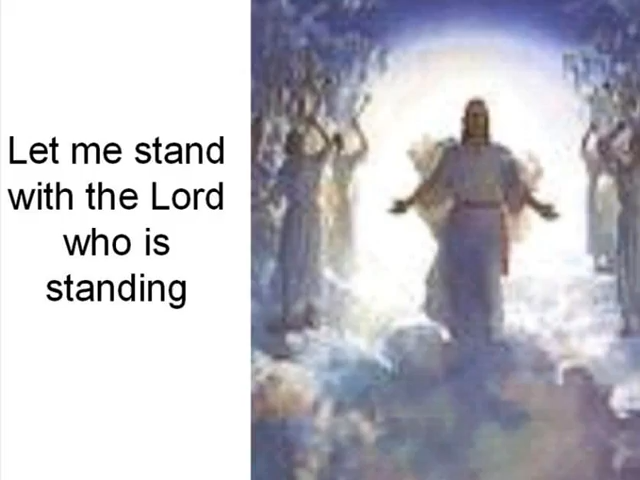 Let me stand
with the Lord
who is
standing